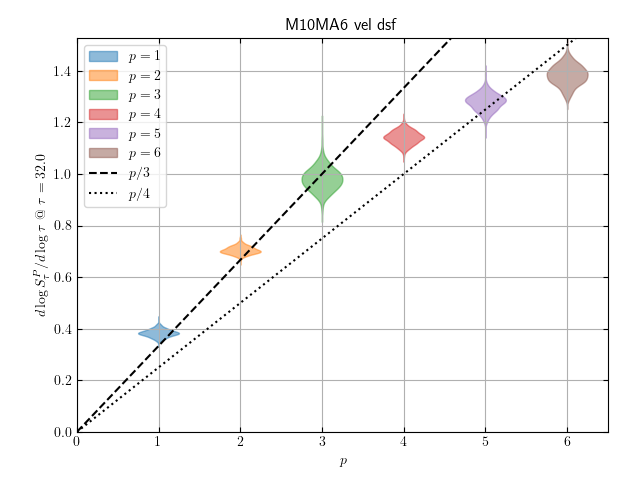 M10MA6 vel dsf
p = 1
p = 2
p = 3
p = 4
p = 5
p = 6
p/3
p/4
d log S_τ^P / d log τ @ τ = 32.0
1.4
1.2
1.0
0.8
0.6
0.4
0.2
0.0
0 1 2 3 4 5 6
p